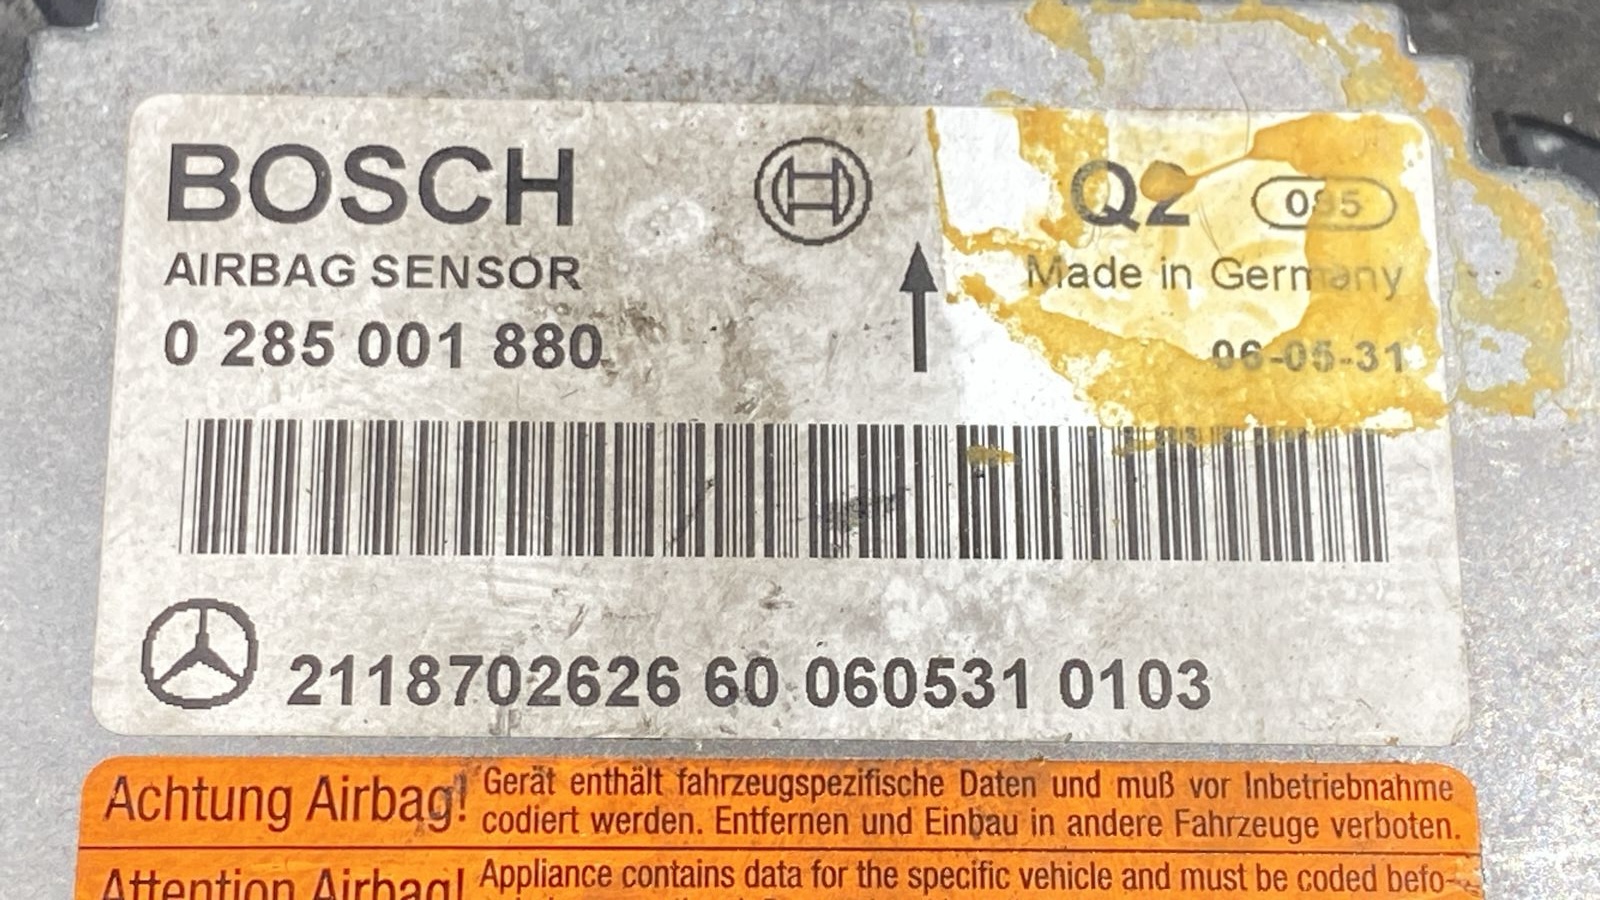 BOSCH
Q2
AIRBAG SENSOR
Made in Germany
0 285 001 880
06-05-31
2118702626 60 060531 0103
Achtung Airbag!
Gerät enthält fahrzeugspezifische Daten und muß vor Inbetriebnahme
codiert werden. Entfernen und Einbau in andere Fahrzeuge verboten.
Attention Airbag!
Appliance contains data for the specific vehicle and must be coded befo-